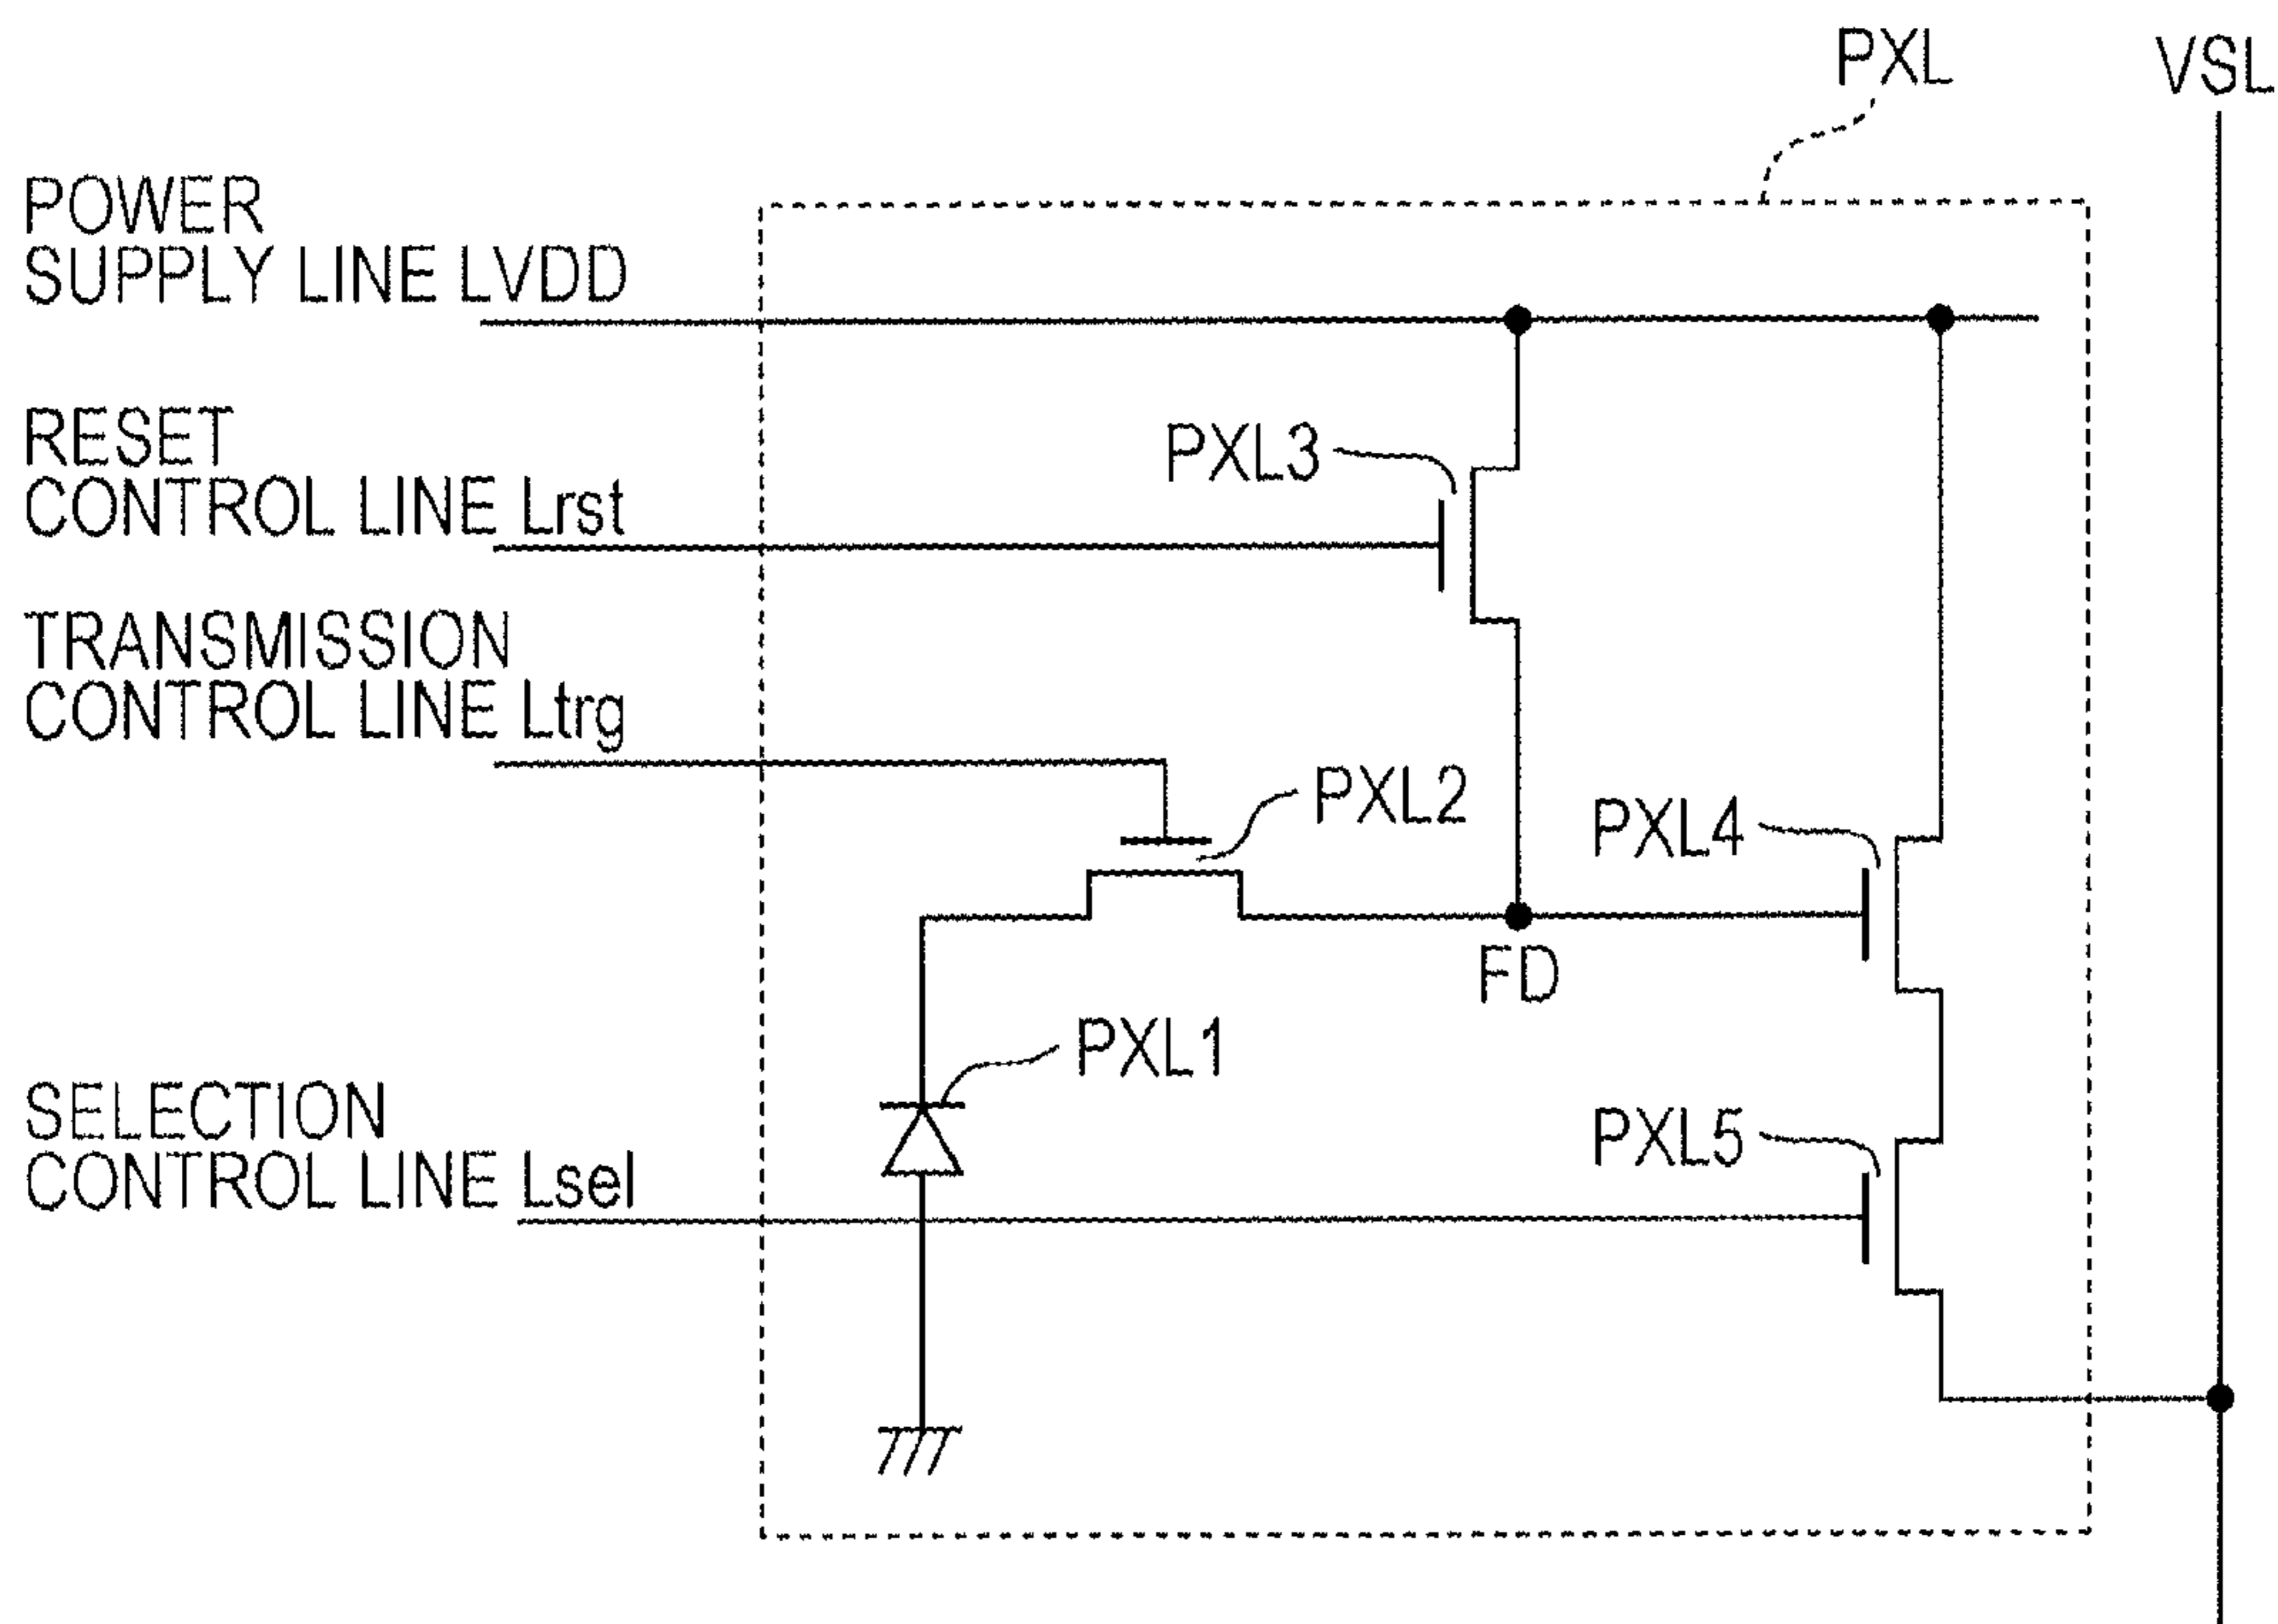 PXL
VSL
POWER
SUPPLY LINE LVDD
RESET
CONTROL LINE Lrst
PXL3
TRANSMISSION
CONTROL LINE Ltrg
PXL2
PXL4
FD
PXL1
SELECTION
CONTROL LINE Lsel
PXL5